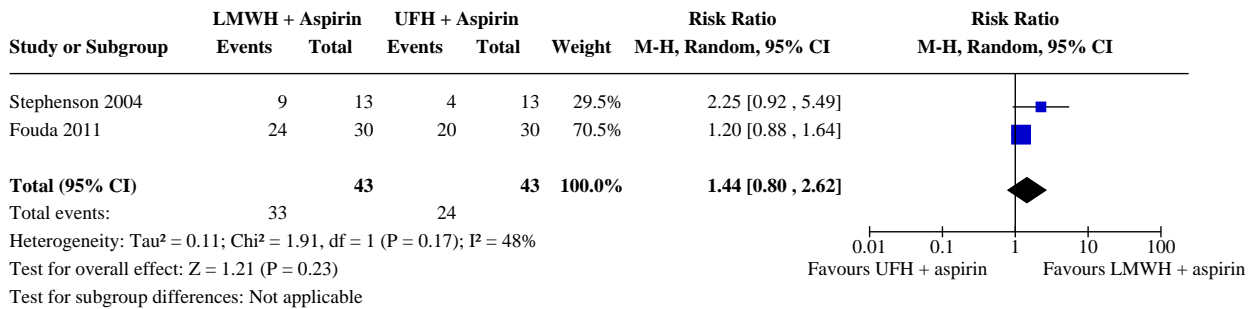 LMWH + Aspirin UFH + Aspirin Risk Ratio Risk Ratio
Study or Subgroup Events Total Events Total Weight M-H, Random, 95% CI M-H, Random, 95% CI
Stephenson 2004 9 13 4 13 29.5% 2.25 [0.92 , 5.49]
Fouda 2011 24 30 20 30 70.5% 1.20 [0.88 , 1.64]
Total (95% CI) 43 43 100.0% 1.44 [0.80 , 2.62]
Total events: 33 24
Heterogeneity: Tau² = 0.11; Chi² = 1.91, df = 1 (P = 0.17); I² = 48%
0.01 0.1 1 10 100
Test for overall effect: Z = 1.21 (P = 0.23)
Favours UFH + aspirin Favours LMWH + aspirin
Test for subgroup differences: Not applicable